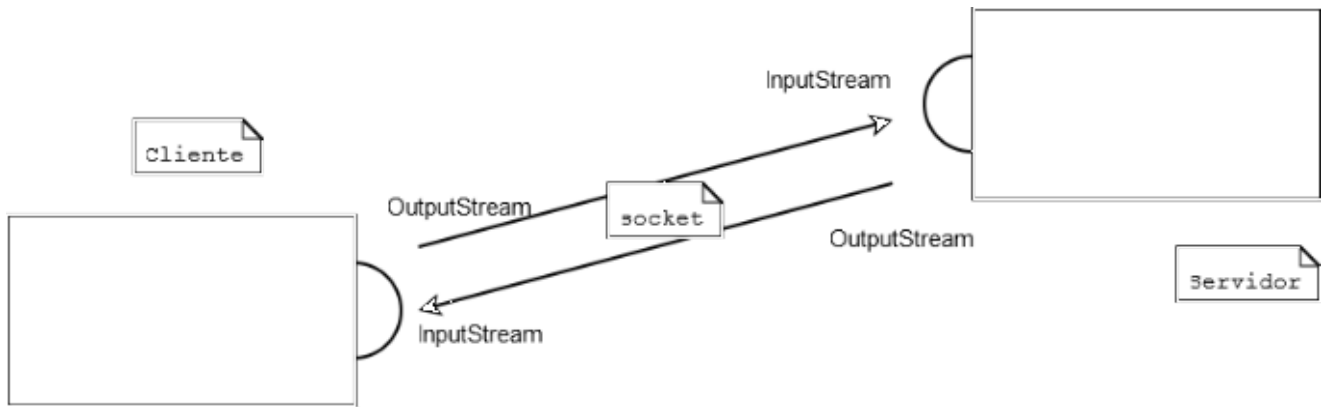 InputStream
Cliente
OutputStream
socket
OutputStream
Servidor
InputStream